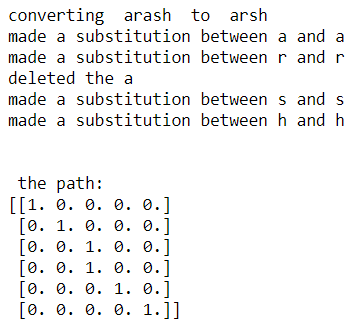 converting  arash  to  arsh
made a substitution between a and a
made a substitution between r and r
deleted the a
made a substitution between s and s
made a substitution between h and h
the path:
[[1. 0. 0. 0. 0.]
[0. 1. 0. 0. 0.]
[0. 0. 1. 0. 0.]
[0. 0. 1. 0. 0.]
[0. 0. 0. 1. 0.]
[0. 0. 0. 0. 1.]]